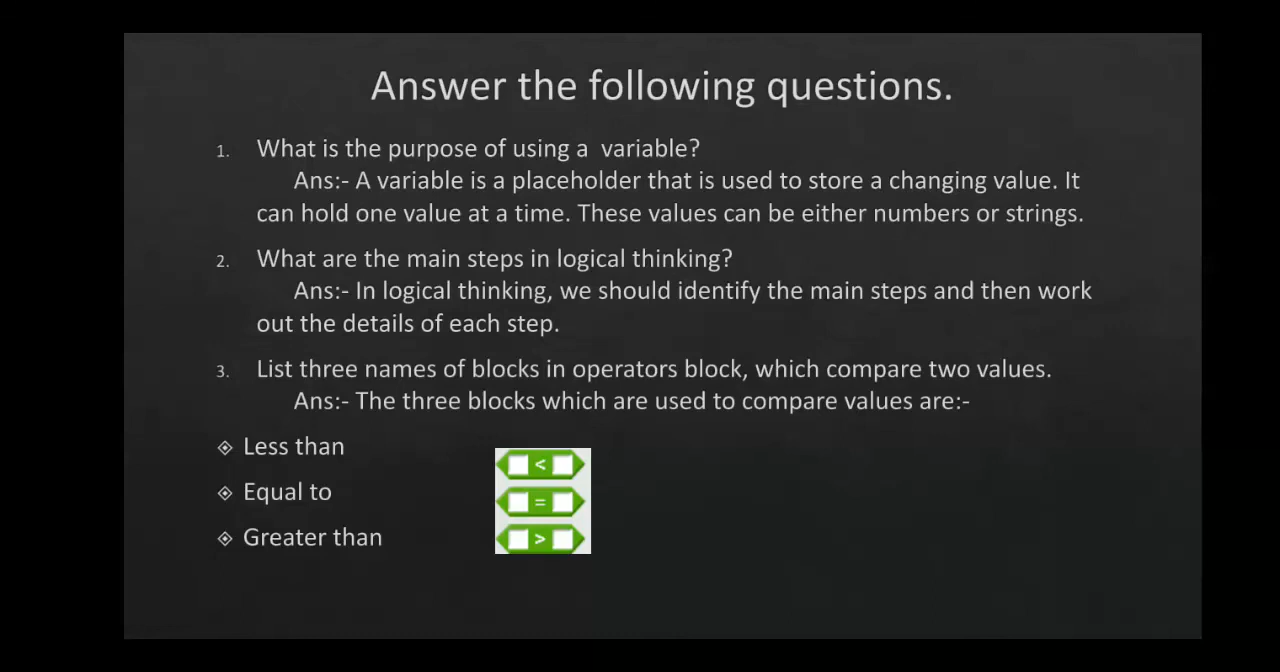 Answer the following questions.
1. What is the purpose of using a  variable?
Ans:- A variable is a placeholder that is used to store a changing value. It
can hold one value at a time. These values can be either numbers or strings.
2. What are the main steps in logical thinking?
Ans:- In logical thinking, we should identify the main steps and then work
out the details of each step.
3. List three names of blocks in operators block, which compare two values.
Ans:- The three blocks which are used to compare values are:-
Less than
<
Equal to
=
Greater than
>